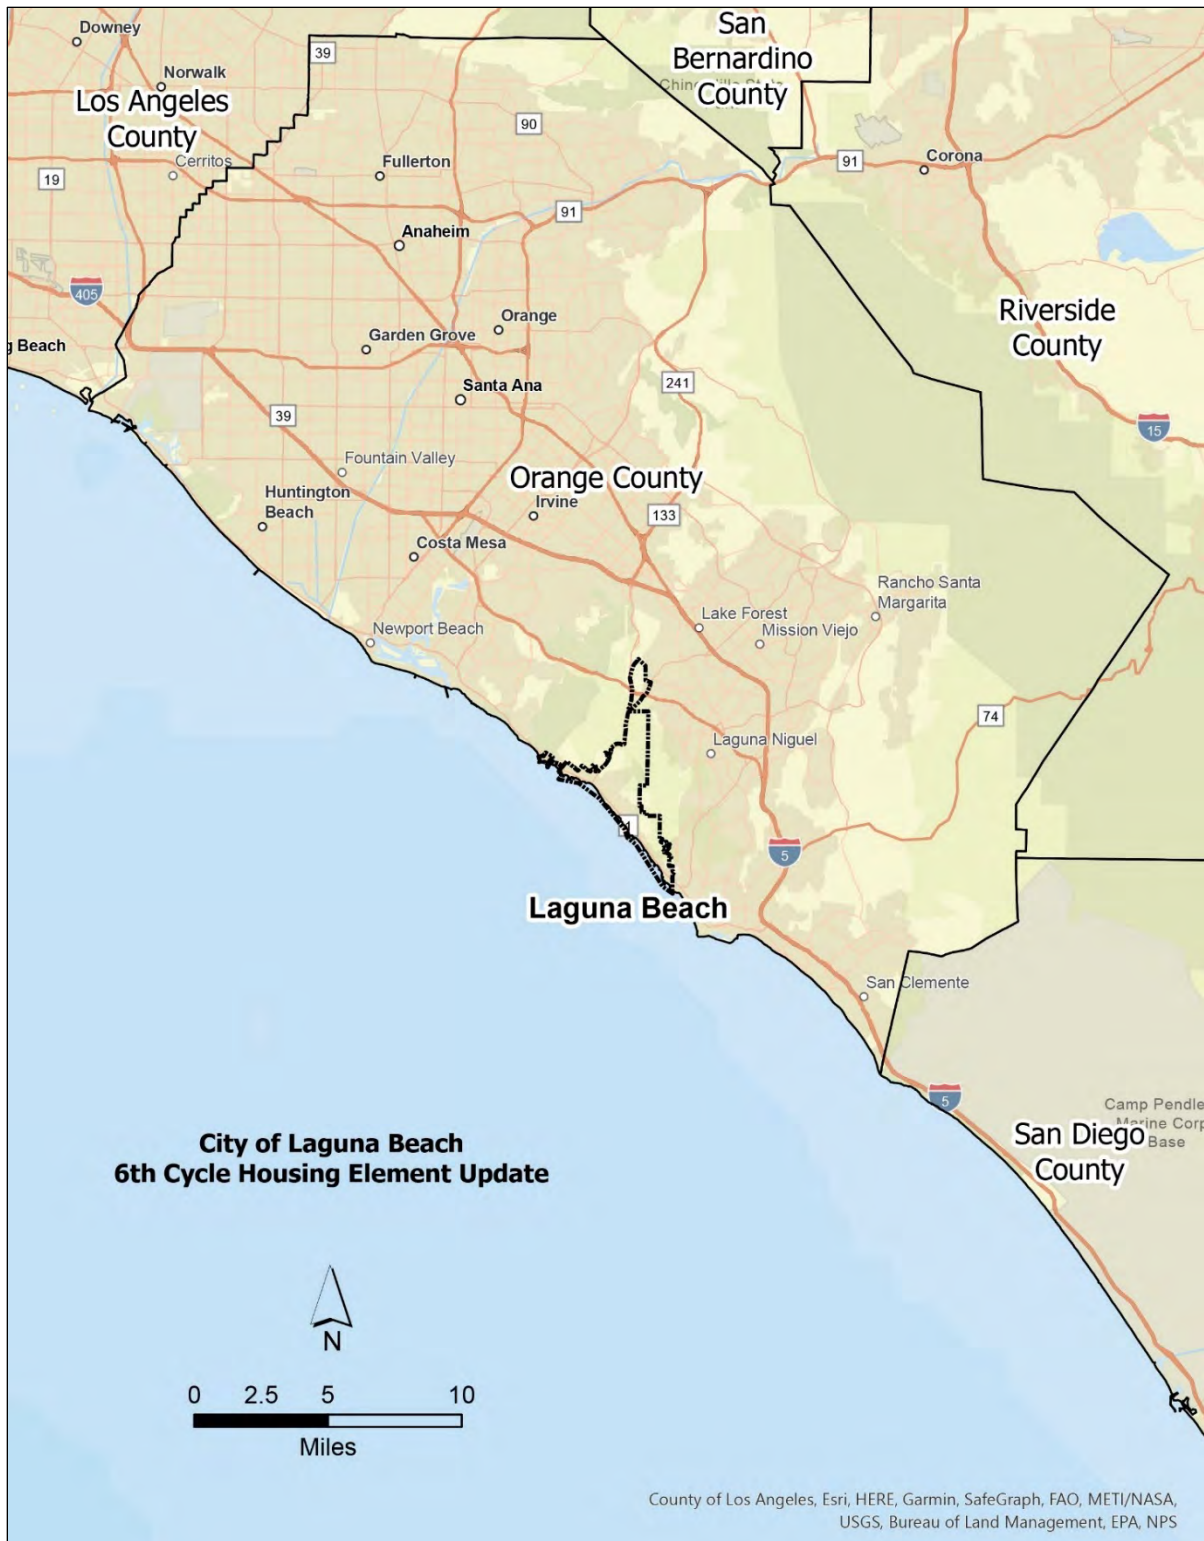 Downey
Norwalk
Los Angeles
County
Cerritos
19
39
San
Bernardino
County
90
Fullerton
91
91
Corona
Anaheim
405
Orange
Garden Grove
g Beach
Riverside
County
Santa Ana
241
39
15
Fountain Valley
Orange County
Huntington
Beach
Irvine
133
Costa Mesa
Rancho Santa
Margarita
Lake Forest
Mission Viejo
Newport Beach
74
Laguna Niguel
1
5
Laguna Beach
San Clemente
5
Camp Pendle
Marine Corp
Base
San Diego
County
City of Laguna Beach
6th Cycle Housing Element Update
N
0 2.5 5 10
Miles
County of Los Angeles, Esri, HERE, Garmin, SafeGraph, FAO, METI/NASA,
USGS, Bureau of Land Management, EPA, NPS